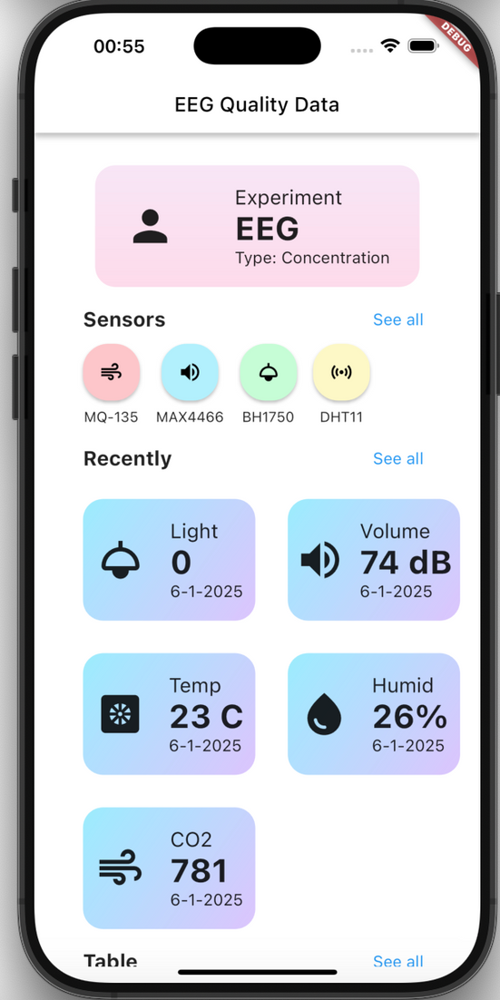 00:55
DEBUG
EEG Quality Data
Experiment
EEG
Type: Concentration
Sensors See all
MQ-135 MAX4466 BH1750 DHT11
Recently See all
Light
0
6-1-2025
Volume
74 dB
6-1-2025
Temp
23 C
6-1-2025
Humid
26%
6-1-2025
CO2
781
6-1-2025
Table See all